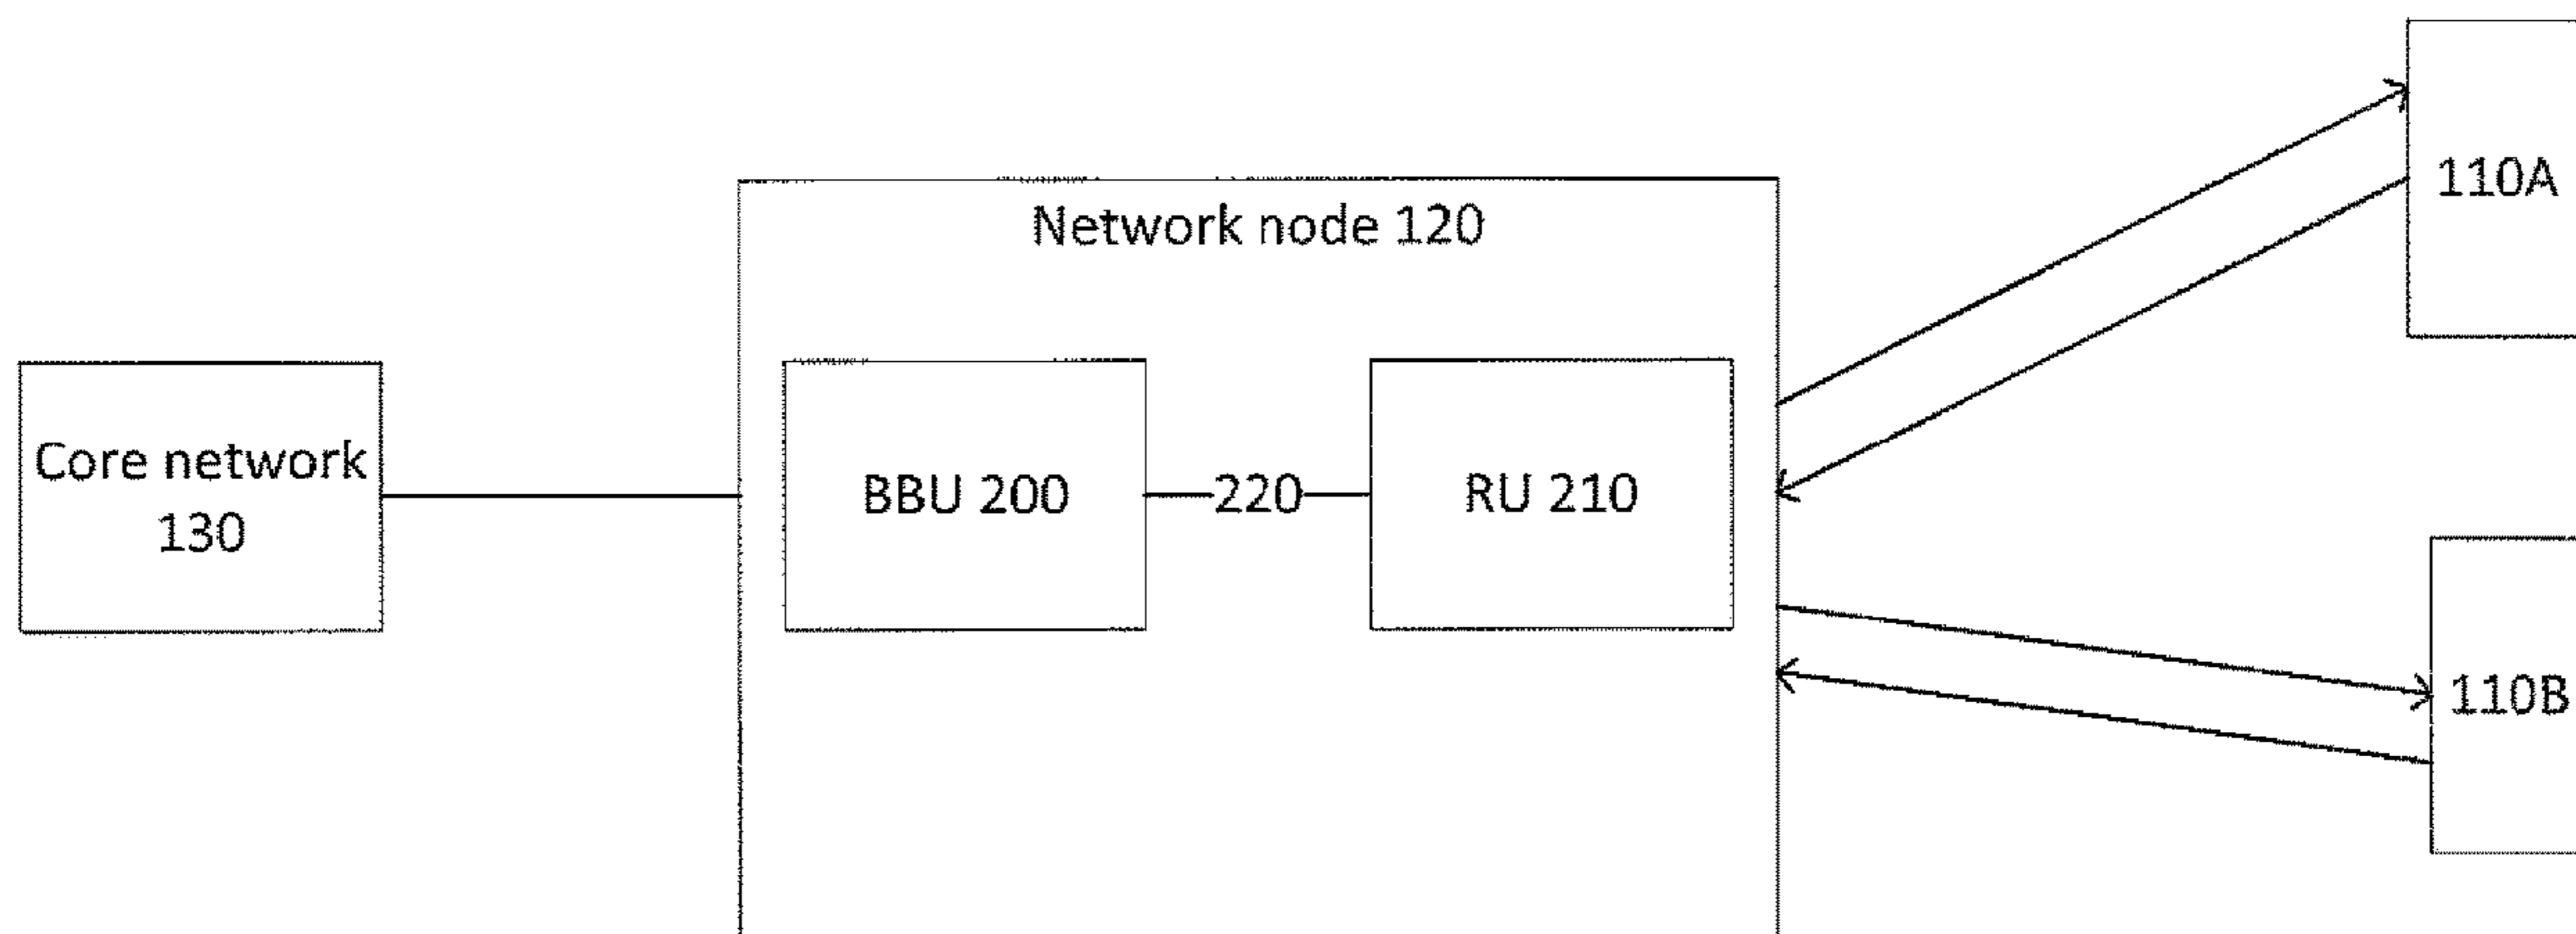 110A
Network node 120
Core network
130
BBU 200
220
RU 210
110B